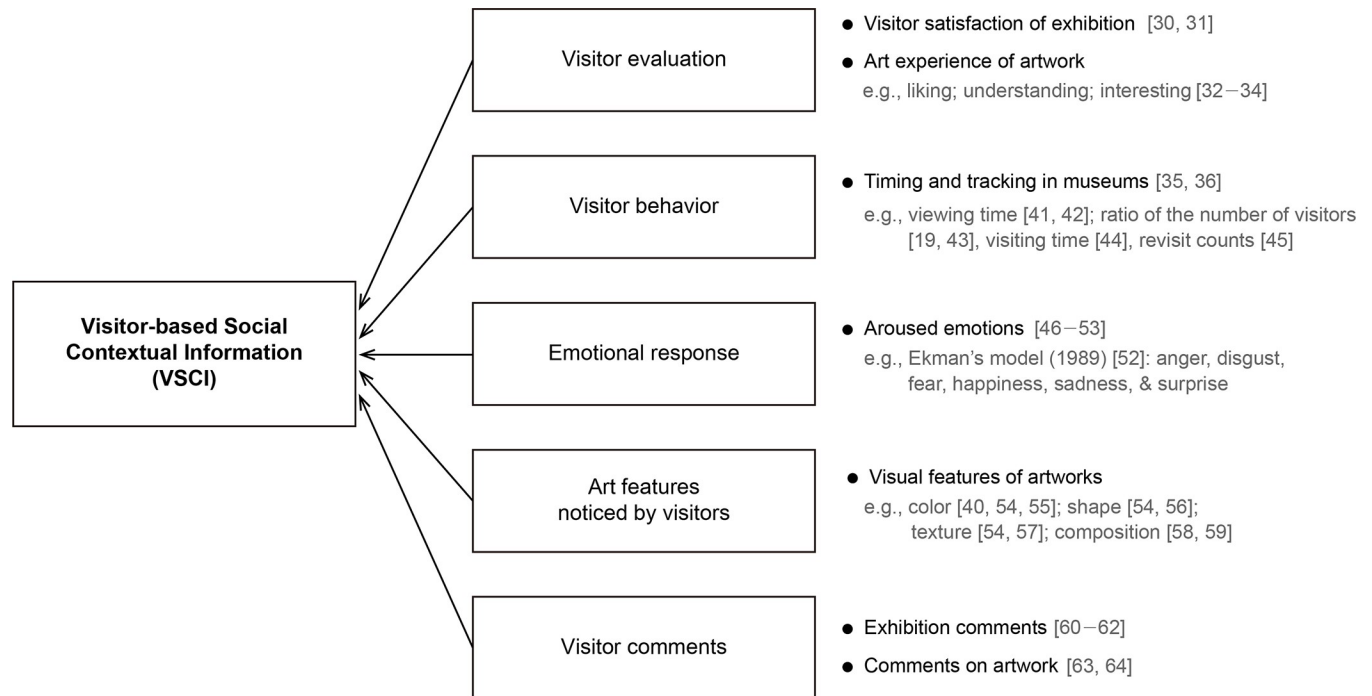 Visitor evaluation
Visitor satisfaction of exhibition [30, 31]
Art experience of artwork
e.g., liking; understanding; interesting [32–34]
Visitor behavior
Timing and tracking in museums [35, 36]
e.g., viewing time [41, 42]; ratio of the number of visitors
[19, 43], visiting time [44], revisit counts [45]
Visitor-based Social
Contextual Information
(VSCI)
Emotional response
Aroused emotions [46–53]
e.g., Ekman's model (1989) [52]: anger, disgust,
fear, happiness, sadness, & surprise
Art features
noticed by visitors
Visual features of artworks
e.g., color [40, 54, 55]; shape [54, 56];
texture [54, 57]; composition [58, 59]
Visitor comments
Exhibition comments [60–62]
Comments on artwork [63, 64]